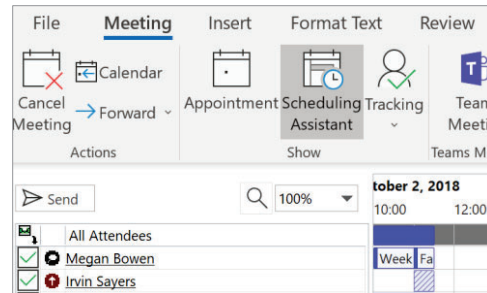 File Meeting Insert Format Text Review
Cancel Meeting
Calendar
Forward
Appointment
Scheduling Assistant
Tracking
Actions
Show
Send
100%
10:00 12:00
All Attendees
Megan Bowen
Week Fa
Irvin Sayers
2, 2018